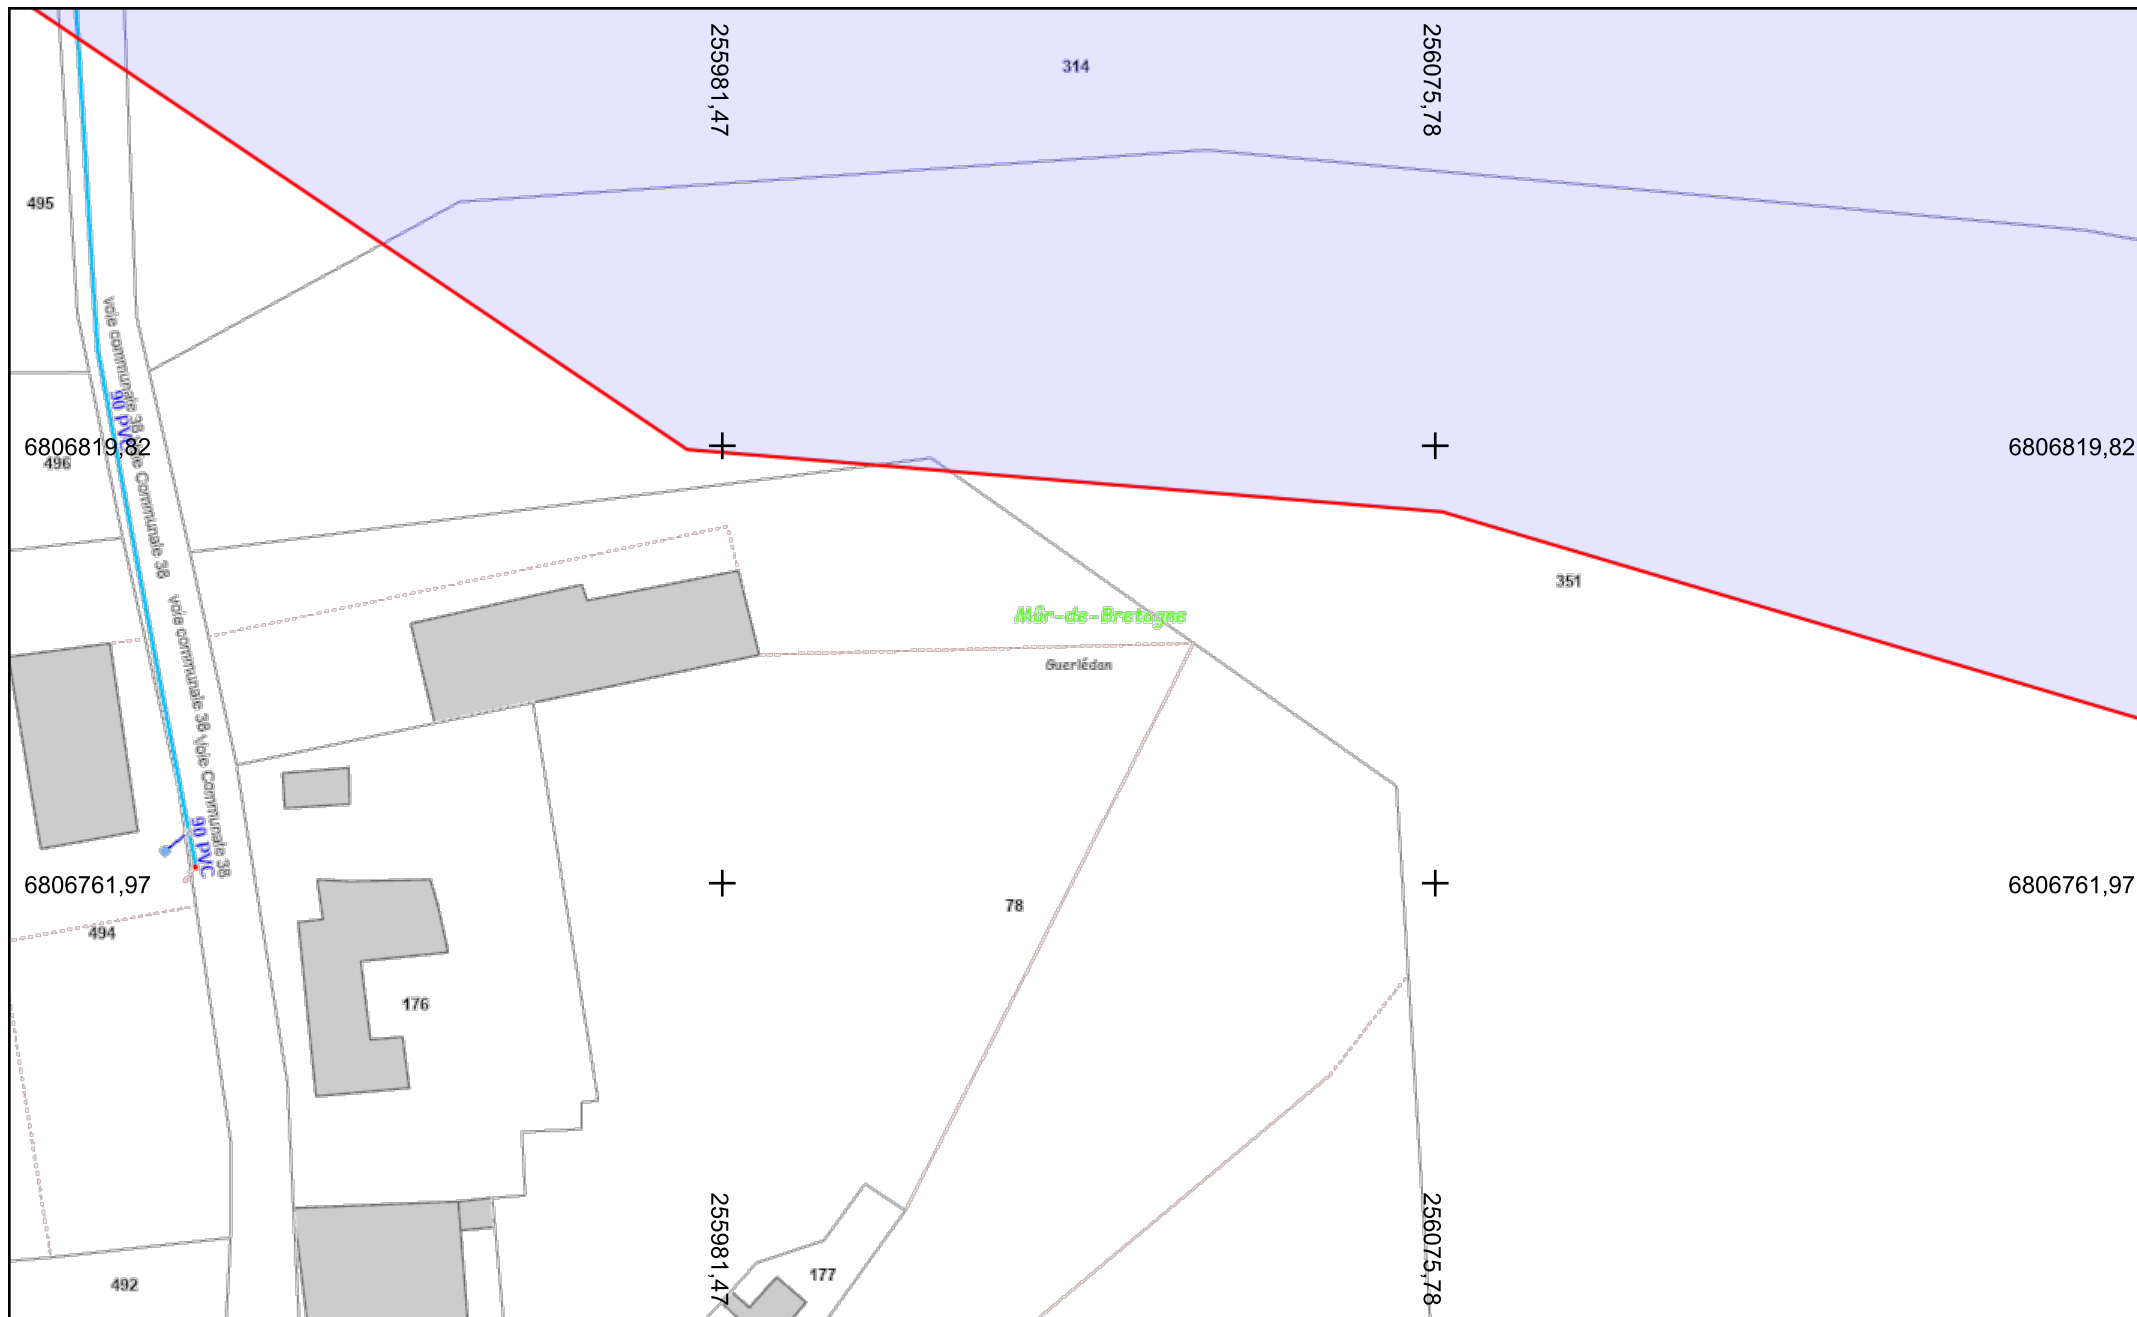 255981,47
256075,78
314
495
voie communale 38 Voie Communale 38
90 PVC
6806819,82
6806819,82
496
351
Mûr-de-Bretagne
Guerlédan
voie communale 38 Voie Communale 38
90 PVC
6806761,97
6806761,97
78
494
176
255981,47
256075,78
177
492